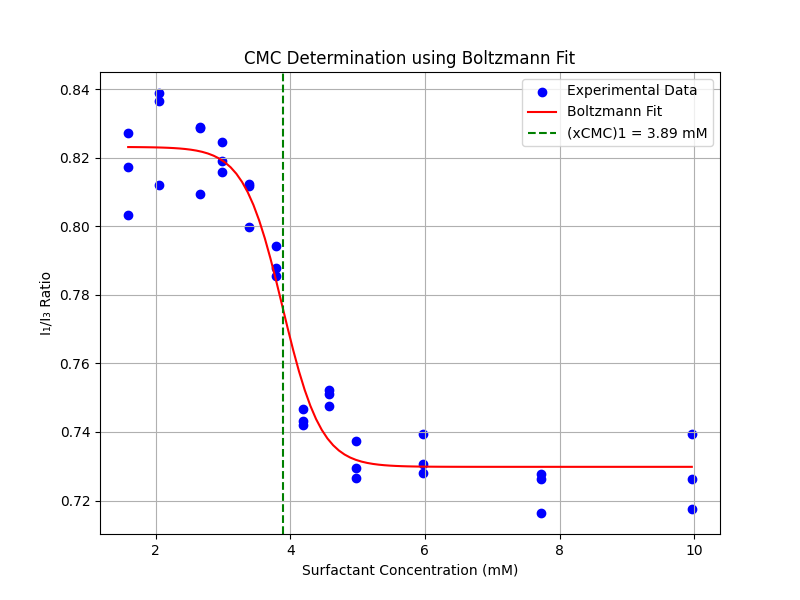 CMC Determination using Boltzmann Fit
Experimental Data
Boltzmann Fit
(xCMC)1 = 3.89 mM
I₁/I₃ Ratio
0.84
0.82
0.80
0.78
0.76
0.74
0.72
2 4 6 8 10
Surfactant Concentration (mM)